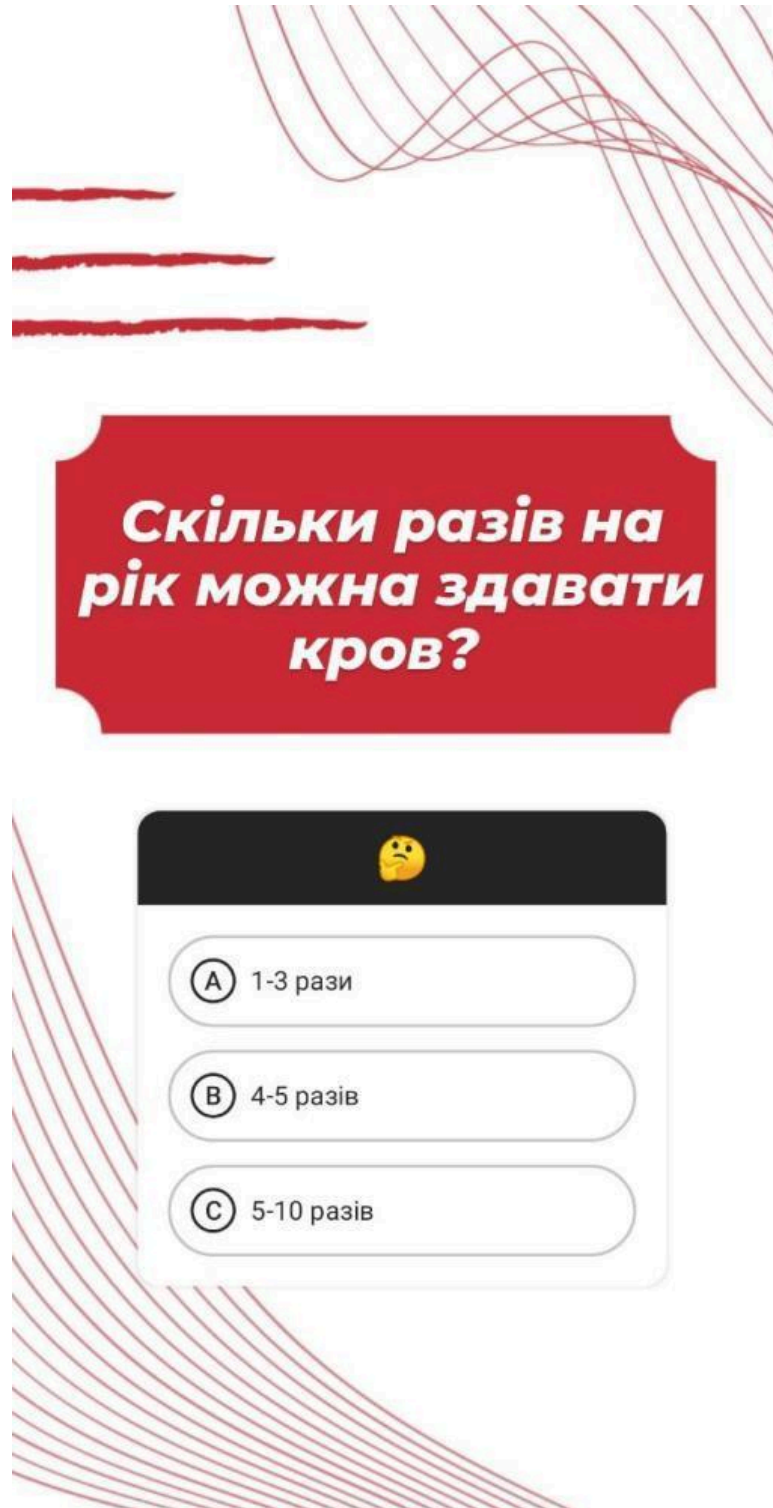 Скільки разів на
рік можна здавати
кров?
🤔
A 1-3 рази
B 4-5 разів
C 5-10 разів